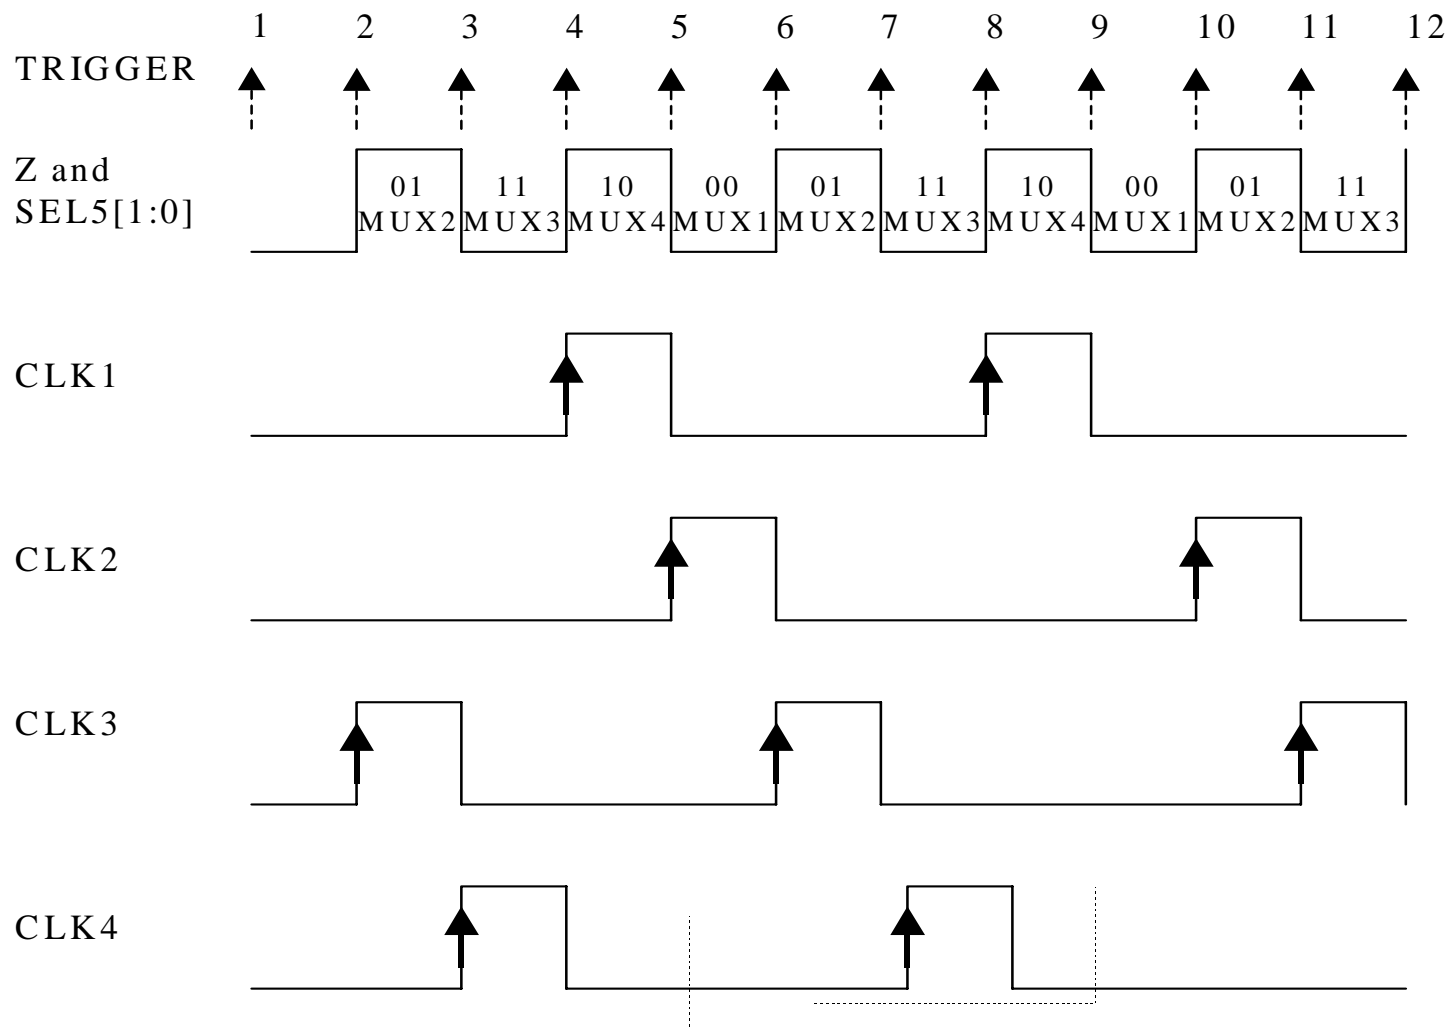 1 2 3 4 5 6 7 8 9 10 11 12
TRIGGER
Z and
SEL5[1:0]
01 11 10 00 01 11 10 00 01 11
MUX2 MUX3 MUX4 MUX1 MUX2 MUX3 MUX4 MUX1 MUX2 MUX3
CLK1
CLK2
CLK3
CLK4